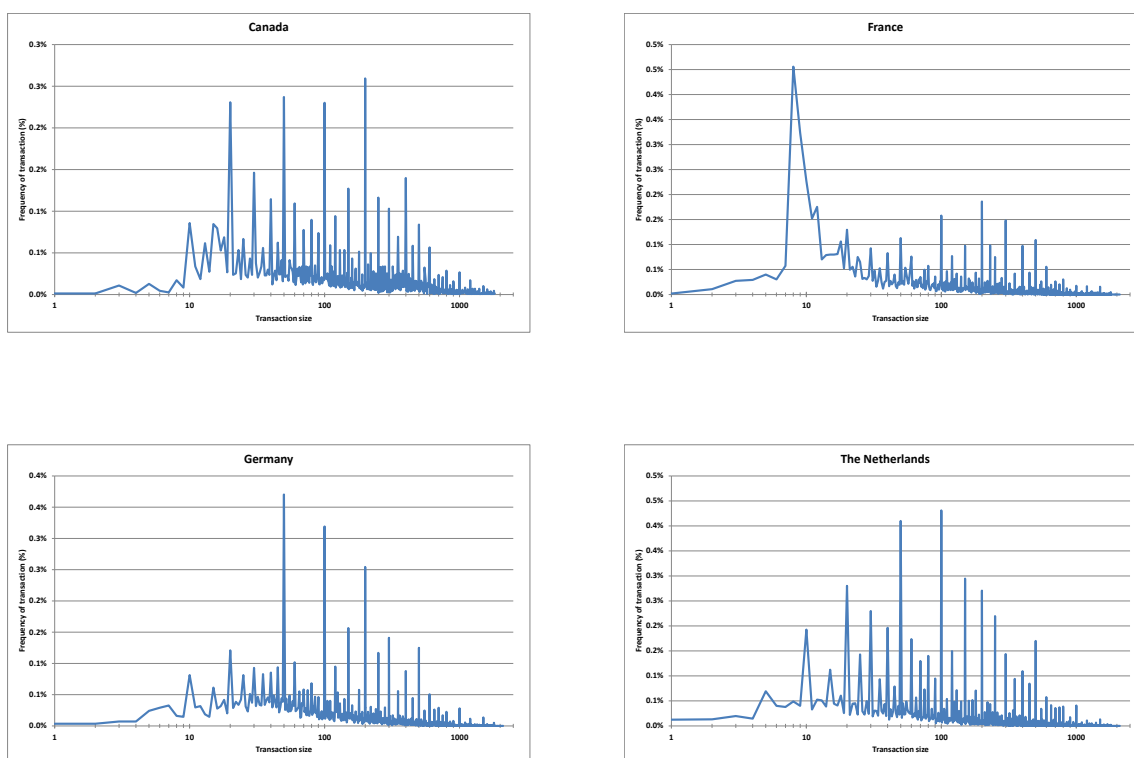 Canada
0.3%
0.3%
0.2%
0.2%
0.1%
0.1%
0.0%
Frequency of transaction (%)
1 10 100 1000
Transaction size
France
0.5%
0.5%
0.4%
0.4%
0.3%
0.3%
0.2%
0.2%
0.1%
0.1%
0.0%
Frequency of transaction (%)
1 10 100 1000
Transaction size
Germany
0.4%
0.4%
0.3%
0.3%
0.2%
0.2%
0.1%
0.1%
0.0%
Frequency of transaction (%)
1 10 100 1000
Transaction size
The Netherlands
0.5%
0.5%
0.4%
0.4%
0.3%
0.3%
0.2%
0.2%
0.1%
0.1%
0.0%
Frequency of transaction (%)
1 10 100 1000
Transaction size